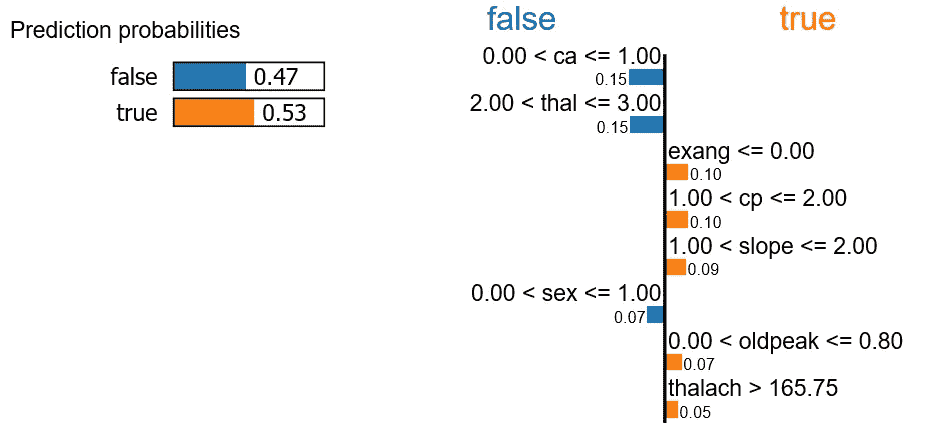 Prediction probabilities
false 0.47
true 0.53
false true
0.00 < ca <= 1.00
0.15
2.00 < thal <= 3.00
0.15
exang <= 0.00
0.10
1.00 < cp <= 2.00
0.10
1.00 < slope <= 2.00
0.09
0.00 < sex <= 1.00
0.07
0.00 < oldpeak <= 0.80
0.07
thalach > 165.75
0.05